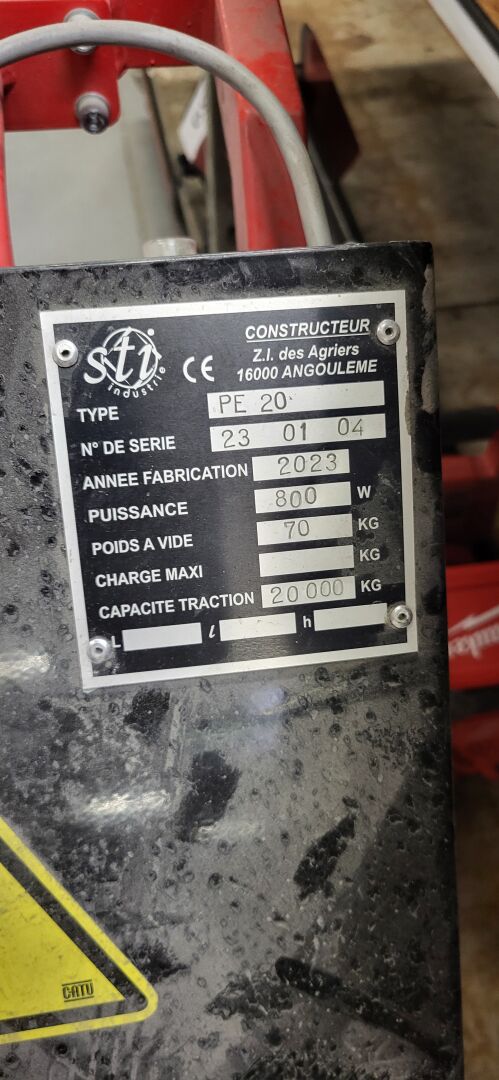 sti
industrie
CE
CONSTRUCTEUR
Z.I. des Agriers
16000 ANGOULEME
TYPE PE 20
N° DE SERIE 23 01 04
ANNEE FABRICATION 2023
PUISSANCE 800 W
POIDS A VIDE 70 KG
CHARGE MAXI KG
CAPACITE TRACTION 20 000 KG
L l h
CATU